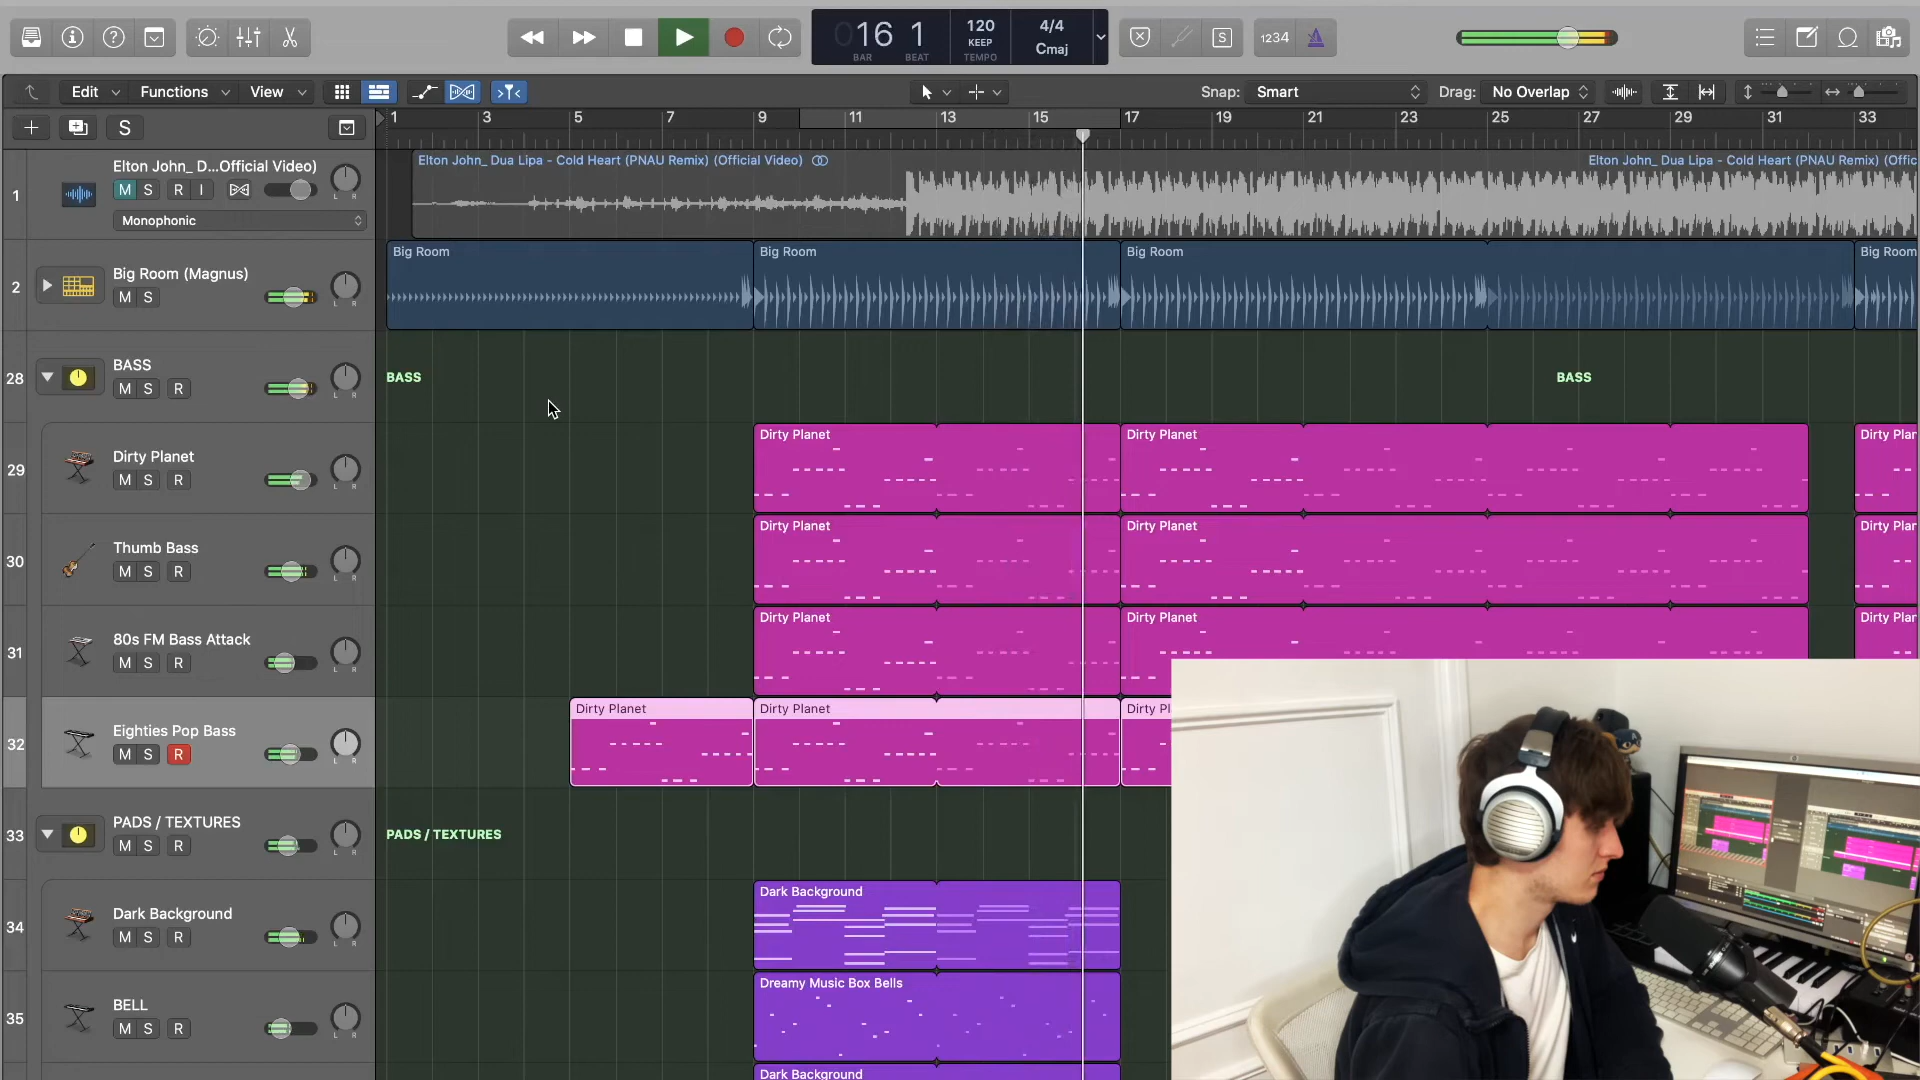 16 1
BAR BEAT
120
KEEP
TEMPO
4/4
Cmaj
S
1234
Edit
Functions
View
Snap: Smart
Drag: No Overlap
S
1 3 5 7 9 11 13 15 17 19 21 23 25 27 29 31 33
1
Elton John_ D...Official Video)
M S R I
L R
Monophonic
Elton John_ Dua Lipa - Cold Heart (PNAU Remix) (Official Video)
Elton John_ Dua Lipa - Cold Heart (PNAU Remix) (Offic
2
Big Room (Magnus)
M S
L R
Big Room
Big Room
Big Room
Big Room
28
BASS
M S R
L R
BASS
BASS
29
Dirty Planet
M S R
L R
Dirty Planet
Dirty Planet
Dirty Plar
30
Thumb Bass
M S R
L R
Dirty Planet
Dirty Planet
Dirty Plar
31
80s FM Bass Attack
M S R
L R
Dirty Planet
Dirty Planet
Dirty Plar
32
Eighties Pop Bass
M S R
L R
Dirty Planet
Dirty Planet
Dirty Pl
33
PADS / TEXTURES
M S R
L R
PADS / TEXTURES
34
Dark Background
M S R
L R
Dark Background
35
BELL
M S R
L R
Dreamy Music Box Bells
Dark Background